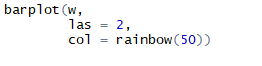 barplot(w,
        las = 2,
        col = rainbow(50))